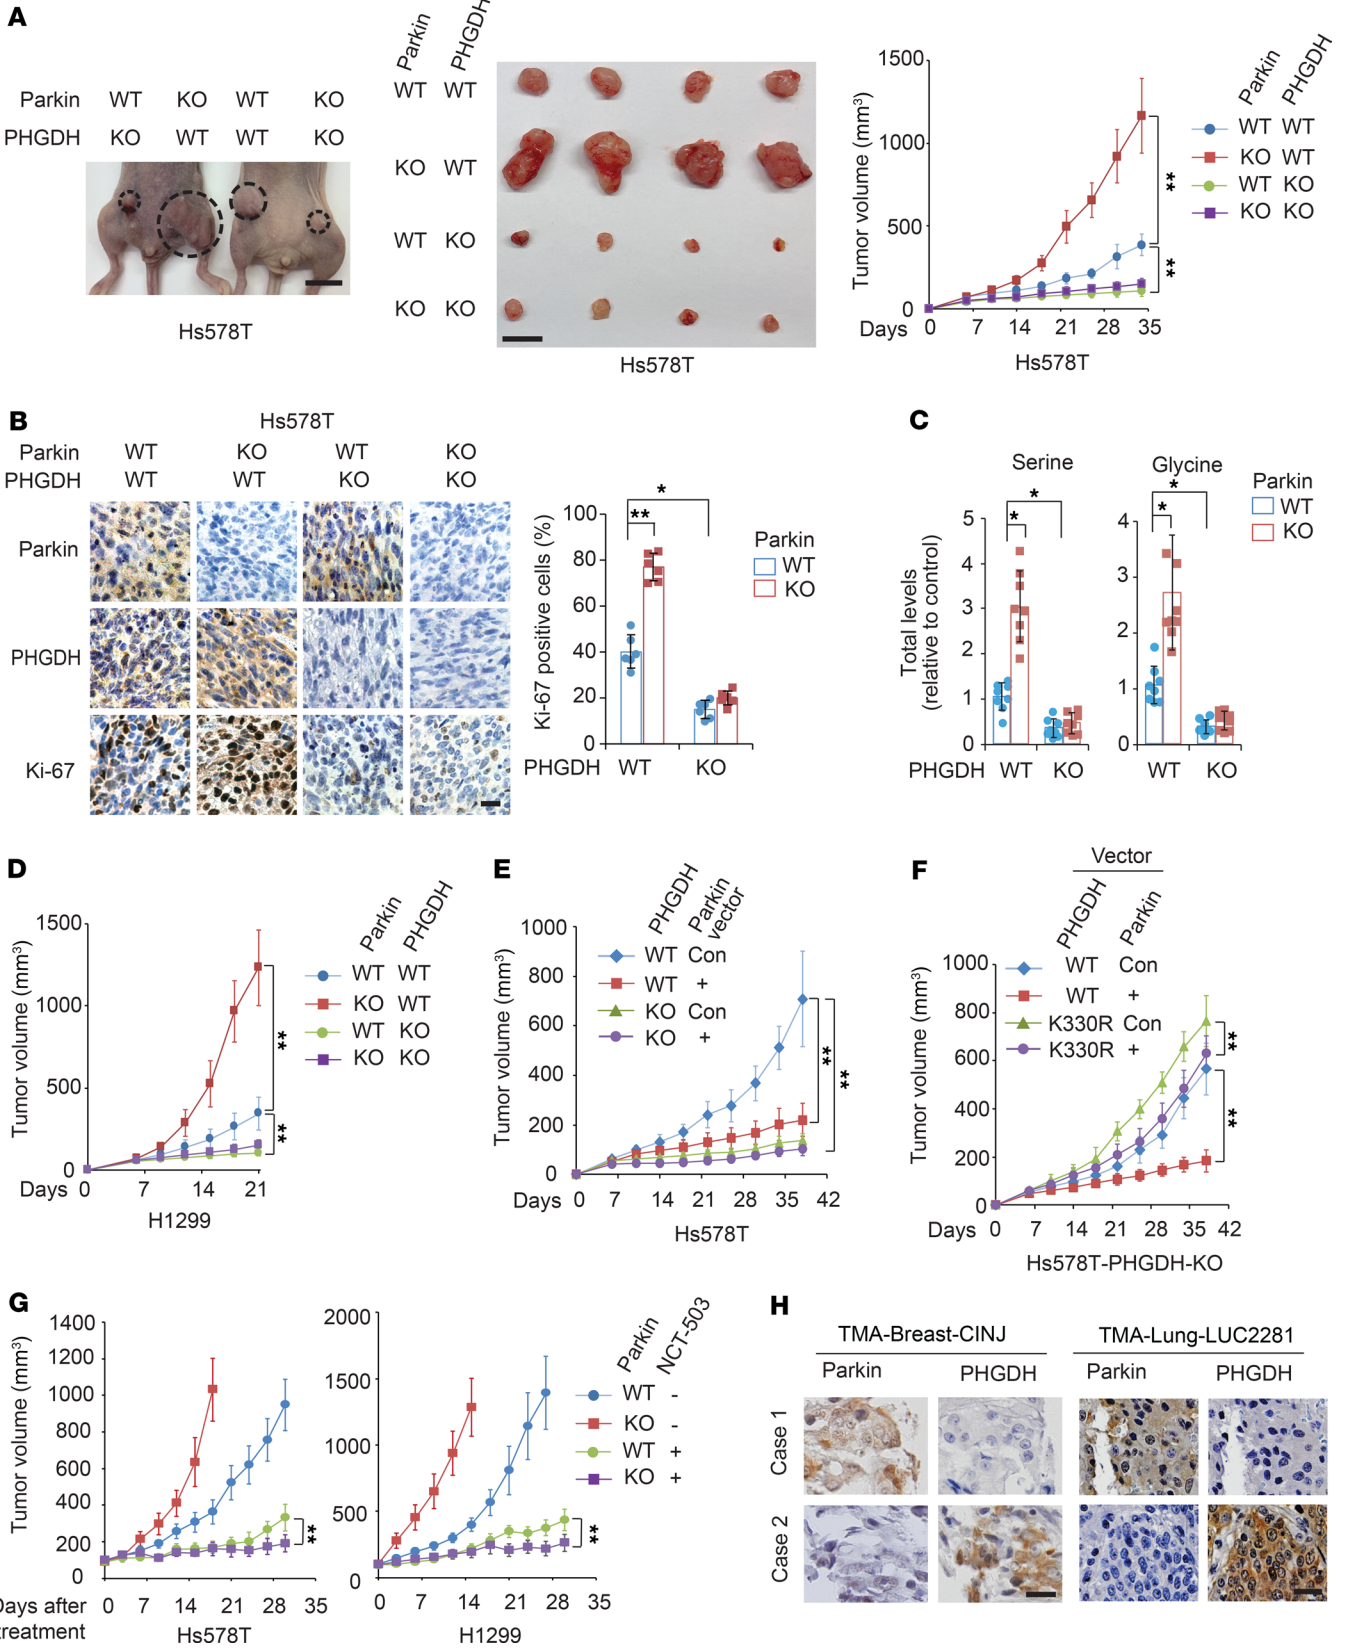 A
Parkin WT KO WT KO
PHGDH KO WT WT KO
Hs578T
Parkin PHGDH
WT WT
KO WT
WT KO
KO KO
Hs578T
Tumor volume (mm³)
1500
1000
500
0
Days 0 7 14 21 28 35
Hs578T
Parkin PHGDH
WT WT
KO WT
WT KO
KO KO
**
**
B
Hs578T
Parkin WT KO WT KO
PHGDH WT WT KO KO
Parkin
PHGDH
Ki-67
Ki-67 positive cells (%)
100
80
60
40
20
0
*
**
PHGDH WT KO
Parkin
WT
KO
C
Serine
Glycine
Total levels
(relative to control)
5
4
3
2
1
0
*
*
4
3
2
1
0
*
*
PHGDH WT KO WT KO
Parkin
WT
KO
D
Tumor volume (mm³)
1500
1000
500
0
Days 0 7 14 21
H1299
Parkin PHGDH
WT WT
KO WT
WT KO
KO KO
**
**
E
Tumor volume (mm³)
1000
800
600
400
200
0
Days 0 7 14 21 28 35 42
Hs578T
PHGDH Parkin vector
WT Con
WT +
KO Con
KO +
**
**
F
Vector
PHGDH Parkin
WT Con
WT +
K330R Con
K330R +
Tumor volume (mm³)
1000
800
600
400
200
0
Days 0 7 14 21 28 35 42
Hs578T-PHGDH-KO
**
**
G
Tumor volume (mm³)
1400
1200
1000
800
600
400
200
0
Days after
treatment
0 7 14 21 28 35
Hs578T
**
2000
1500
1000
500
0
0 7 14 21 28 35
H1299
**
Parkin NCT-503
WT -
KO -
WT +
KO +
H
TMA-Breast-CINJ
TMA-Lung-LUC2281
Parkin PHGDH Parkin PHGDH
Case 1
Case 2